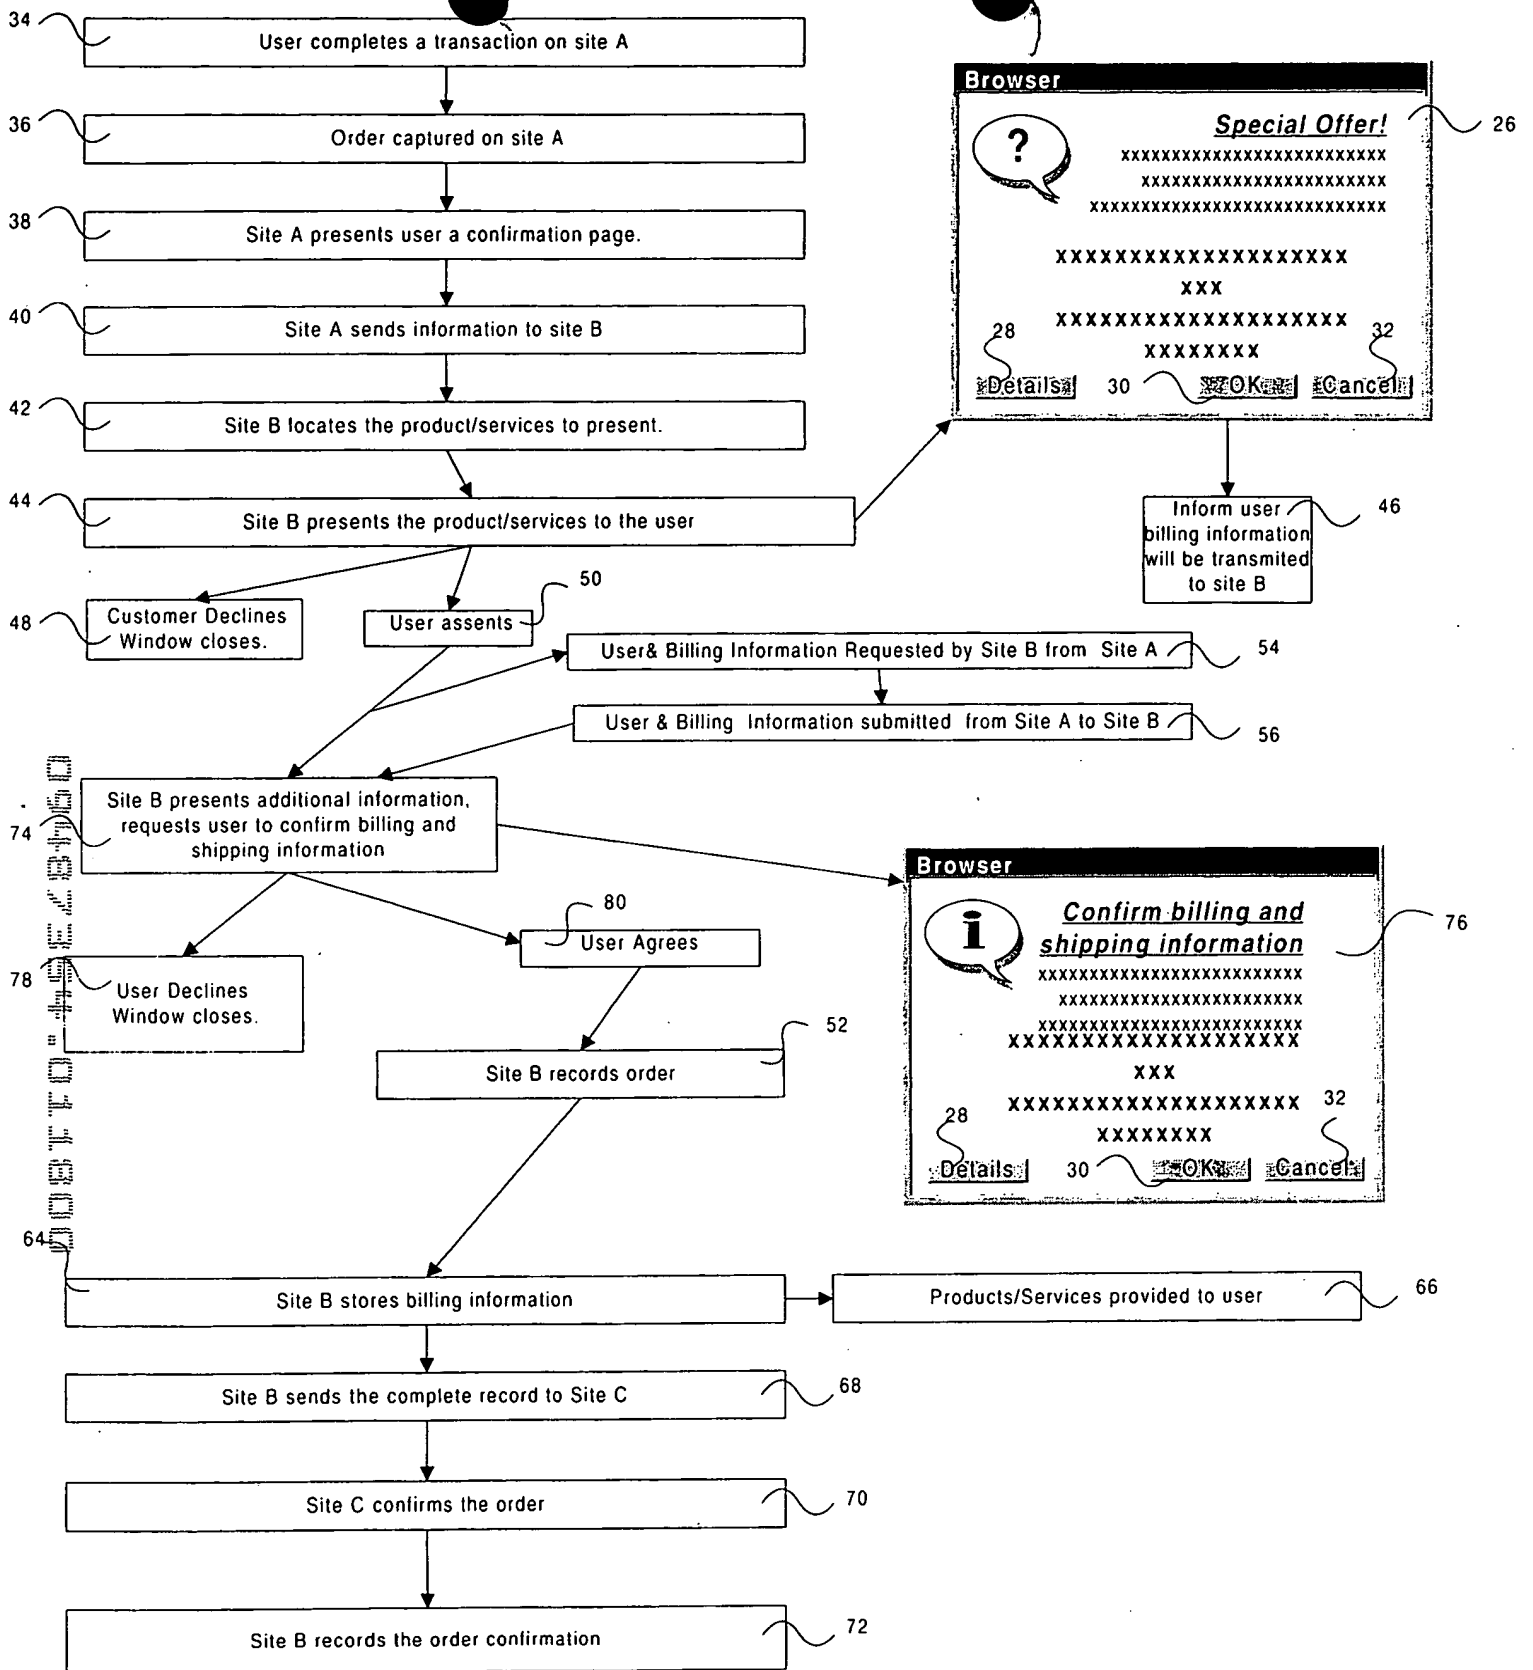 34
User completes a transaction on site A
36
Order captured on site A
38
Site A presents user a confirmation page.
40
Site A sends information to site B
42
Site B locates the product/services to present.
44
Site B presents the product/services to the user
Browser
Special Offer!
26
?
xxxxxxxxxxxxxxxxxxxxxxxxxx
xxxxxxxxxxxxxxxxxxxxxxxx
xxxxxxxxxxxxxxxxxxxxxxxxxxxxx
xxxxxxxxxxxxxxxxxxxx
xxx
xxxxxxxxxxxxxxxxxxxx
xxxxxxxx
28
32
Details
30
OK
Cancel
Inform user
billing information
will be transmited
to site B
46
48
Customer Declines
Window closes.
50
User assents
User& Billing Information Requested by Site B from Site A
54
User & Billing Information submitted from Site A to Site B
56
74
Site B presents additional information,
requests user to confirm billing and
shipping information
78
User Declines
Window closes.
80
User Agrees
52
Site B records order
Browser
i
Confirm billing and
shipping information
76
xxxxxxxxxxxxxxxxxxxxxxxxxx
xxxxxxxxxxxxxxxxxxxxxxxx
xxxxxxxxxxxxxxxxxxxxxxxxxx
xxxxxxxxxxxxxxxxxxxx
xxx
xxxxxxxxxxxxxxxxxxxx
xxxxxxxx
28
32
Details
30
OK
Cancel
64
Site B stores billing information
Products/Services provided to user
66
Site B sends the complete record to Site C
68
Site C confirms the order
70
Site B records the order confirmation
72